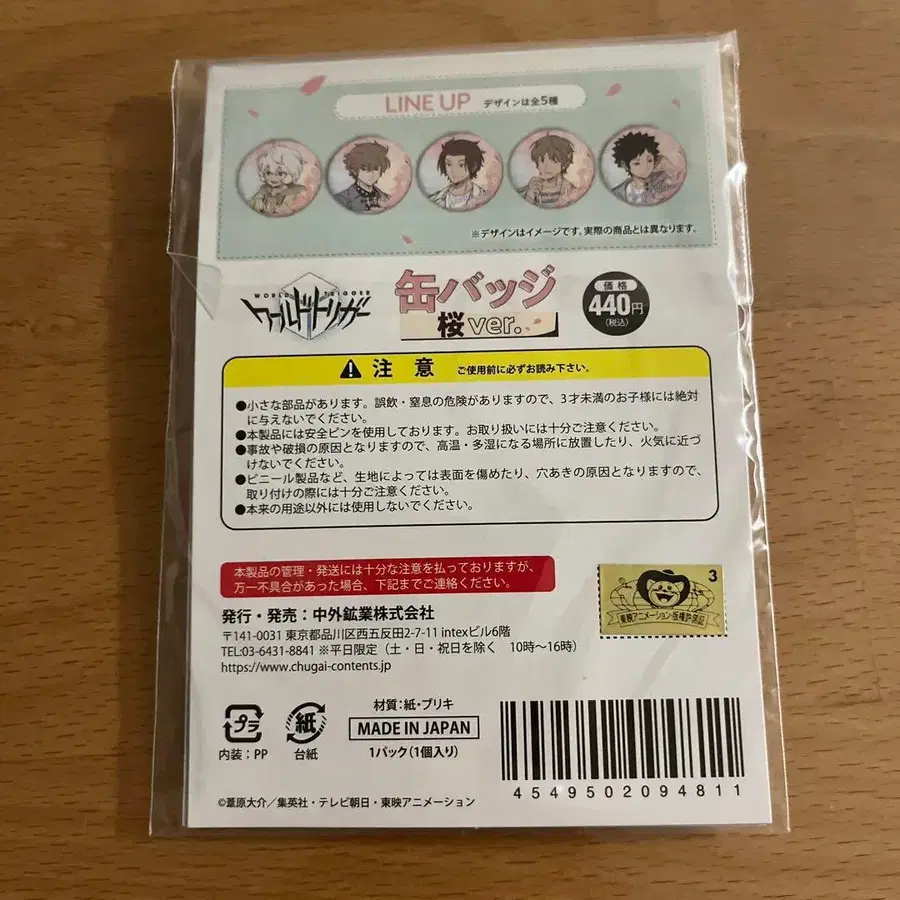 LINE UP デザインは全5種
※デザインはイメージです。実際の商品とは異なります。
WORLD TRIGGER
ワールドトリガー
缶バッジ
桜ver.
価格
440円
(税込)
注意 ご使用前に必ずお読み下さい。
●小さな部品があります。誤飲・窒息の危険がありますので、3才未満のお子様には絶対
に与えないでください。
●本製品には安全ピンを使用しております。お取り扱いには十分ご注意ください。
●事故や破損の原因となりますので、高温・多湿になる場所に放置したり、火気に近づ
けないでください。
●ビニール製品など、生地によっては表面を傷めたり、穴あきの原因となりますので、
取り付けの際には十分ご注意ください。
●本来の用途以外には使用しないでください。
本製品の管理・発送には十分な注意を払っておりますが、
万一不具合があった場合、下記までご連絡ください。
3
東映アニメーション・版権許諾証
発行・発売：中外鉱業株式会社
〒141-0031 東京都品川区西五反田2-7-11 intexビル6階
TEL:03-6431-8841 ※平日限定（土・日・祝日を除く 10時〜16時）
https://www.chugai-contents.jp
プラ
内装：PP
紙
台紙
材質：紙・ブリキ
MADE IN JAPAN
1パック（1個入り）
4549502094811
©葦原大介／集英社・テレビ朝日・東映アニメーション